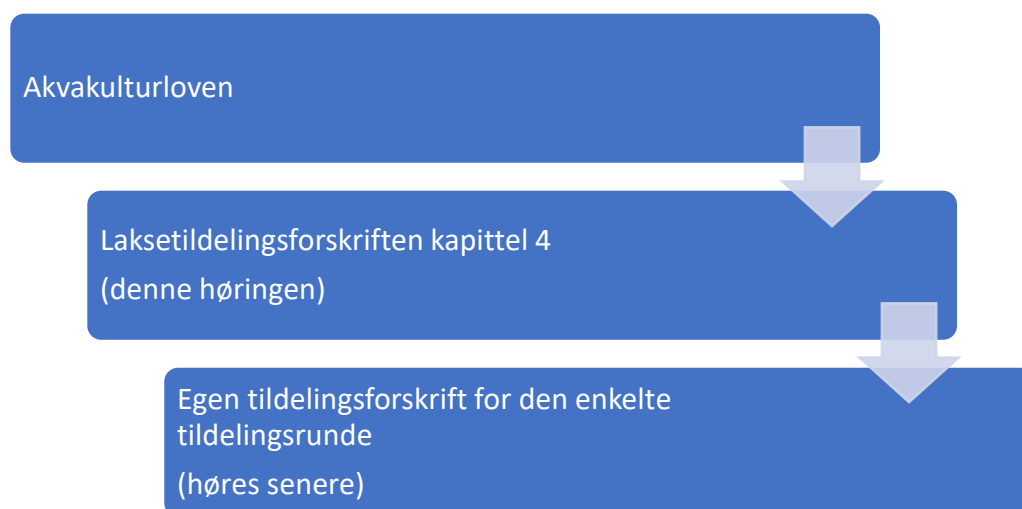 Akvakulturloven
Laksetildelingsforskriften kapittel 4
(denne høringen)
Egen tildelingsforskrift for den enkelte
tildelingsrunde
(høres senere)